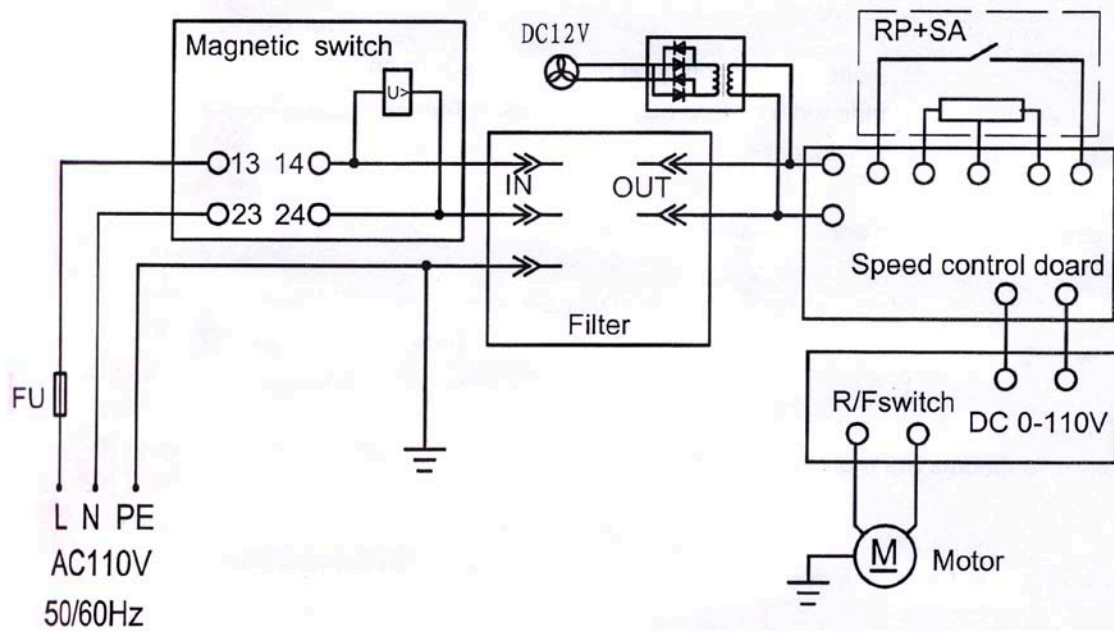 Magnetic switch
DC12V
RP+SA
U>
13 14
IN
OUT
23 24
Speed control doard
Filter
FU
R/Fswitch
DC 0-110V
L N PE
M
Motor
AC110V
50/60Hz